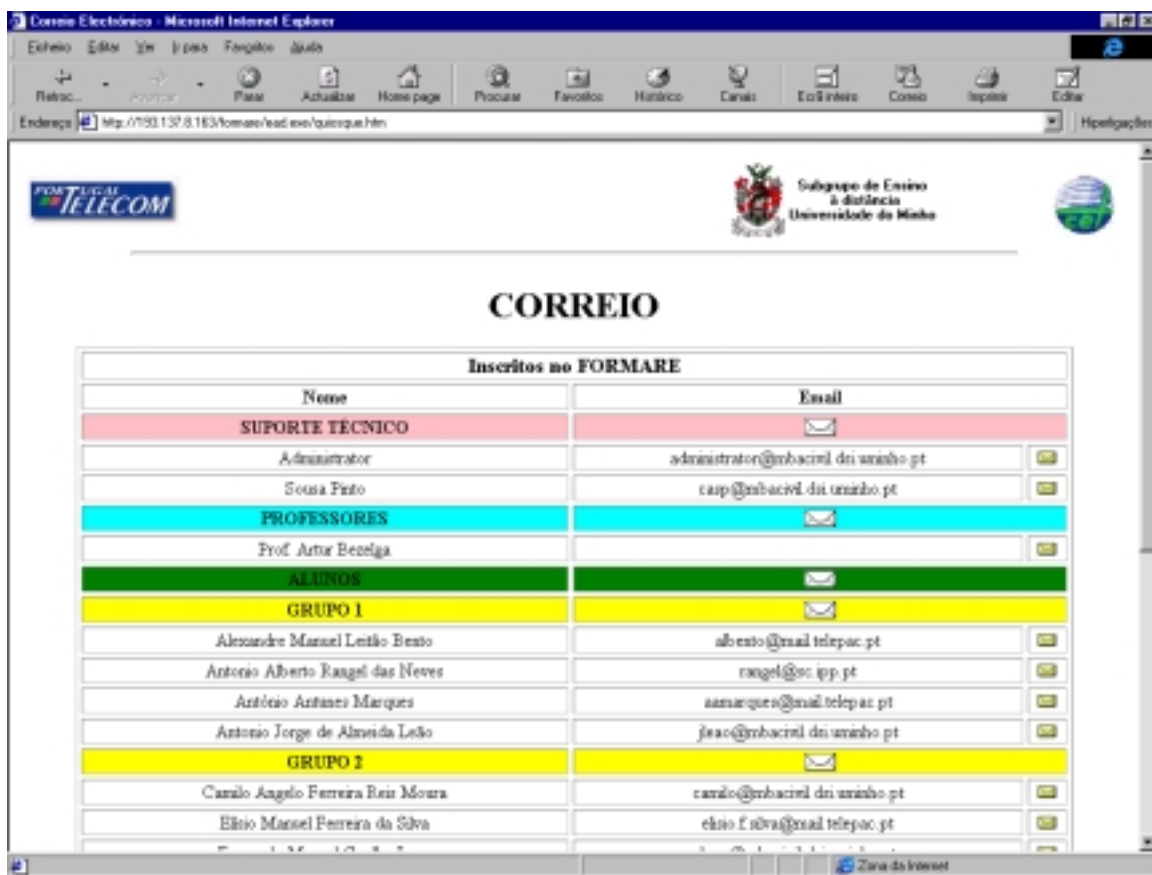 Correio Electrónico - Microsoft Internet Explorer
Ficheiro Editar Ver Ir para Favoritos Ajuda
Retroc... Avançar Parar Actualizar Home page Procurar Favoritos Histórico Canais Ecrã inteiro Correio Imprimir Editar
Endereço http://193.137.8.163/formare/ead.exe/quiosque.htm Hiperligações
PORTUGAL
TELECOM
Subgrupo de Ensino
à distância
Universidade do Minho
cet
CORREIO
Inscritos no FORMARE
Nome Email
SUPORTE TÉCNICO
Administrator administrator@mbacivil.dsi.uminho.pt
Sousa Pinto casp@mbacivil.dsi.uminho.pt
PROFESSORES
Prof. Artur Bezelga
ALUNOS
GRUPO 1
Alexandre Manuel Leitão Bento albento@mail.telepac.pt
Antonio Alberto Rangel das Neves rangel@sc.ipp.pt
António Antunes Marques aamarques@mail.telepac.pt
Antonio Jorge de Almeida Leão jleao@mbacivil.dsi.uminho.pt
GRUPO 2
Camilo Angelo Ferreira Reis Moura camilo@mbacivil.dsi.uminho.pt
Elisio Manuel Ferreira da Silva elisio.f.silva@mail.telepac.pt
Zona da Internet